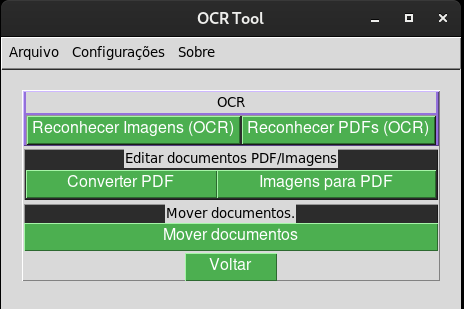 OCR Tool
Arquivo Configurações Sobre
OCR
Reconhecer Imagens (OCR) Reconhecer PDFs (OCR)
Editar documentos PDF/Imagens
Converter PDF Imagens para PDF
Mover documentos.
Mover documentos
Voltar